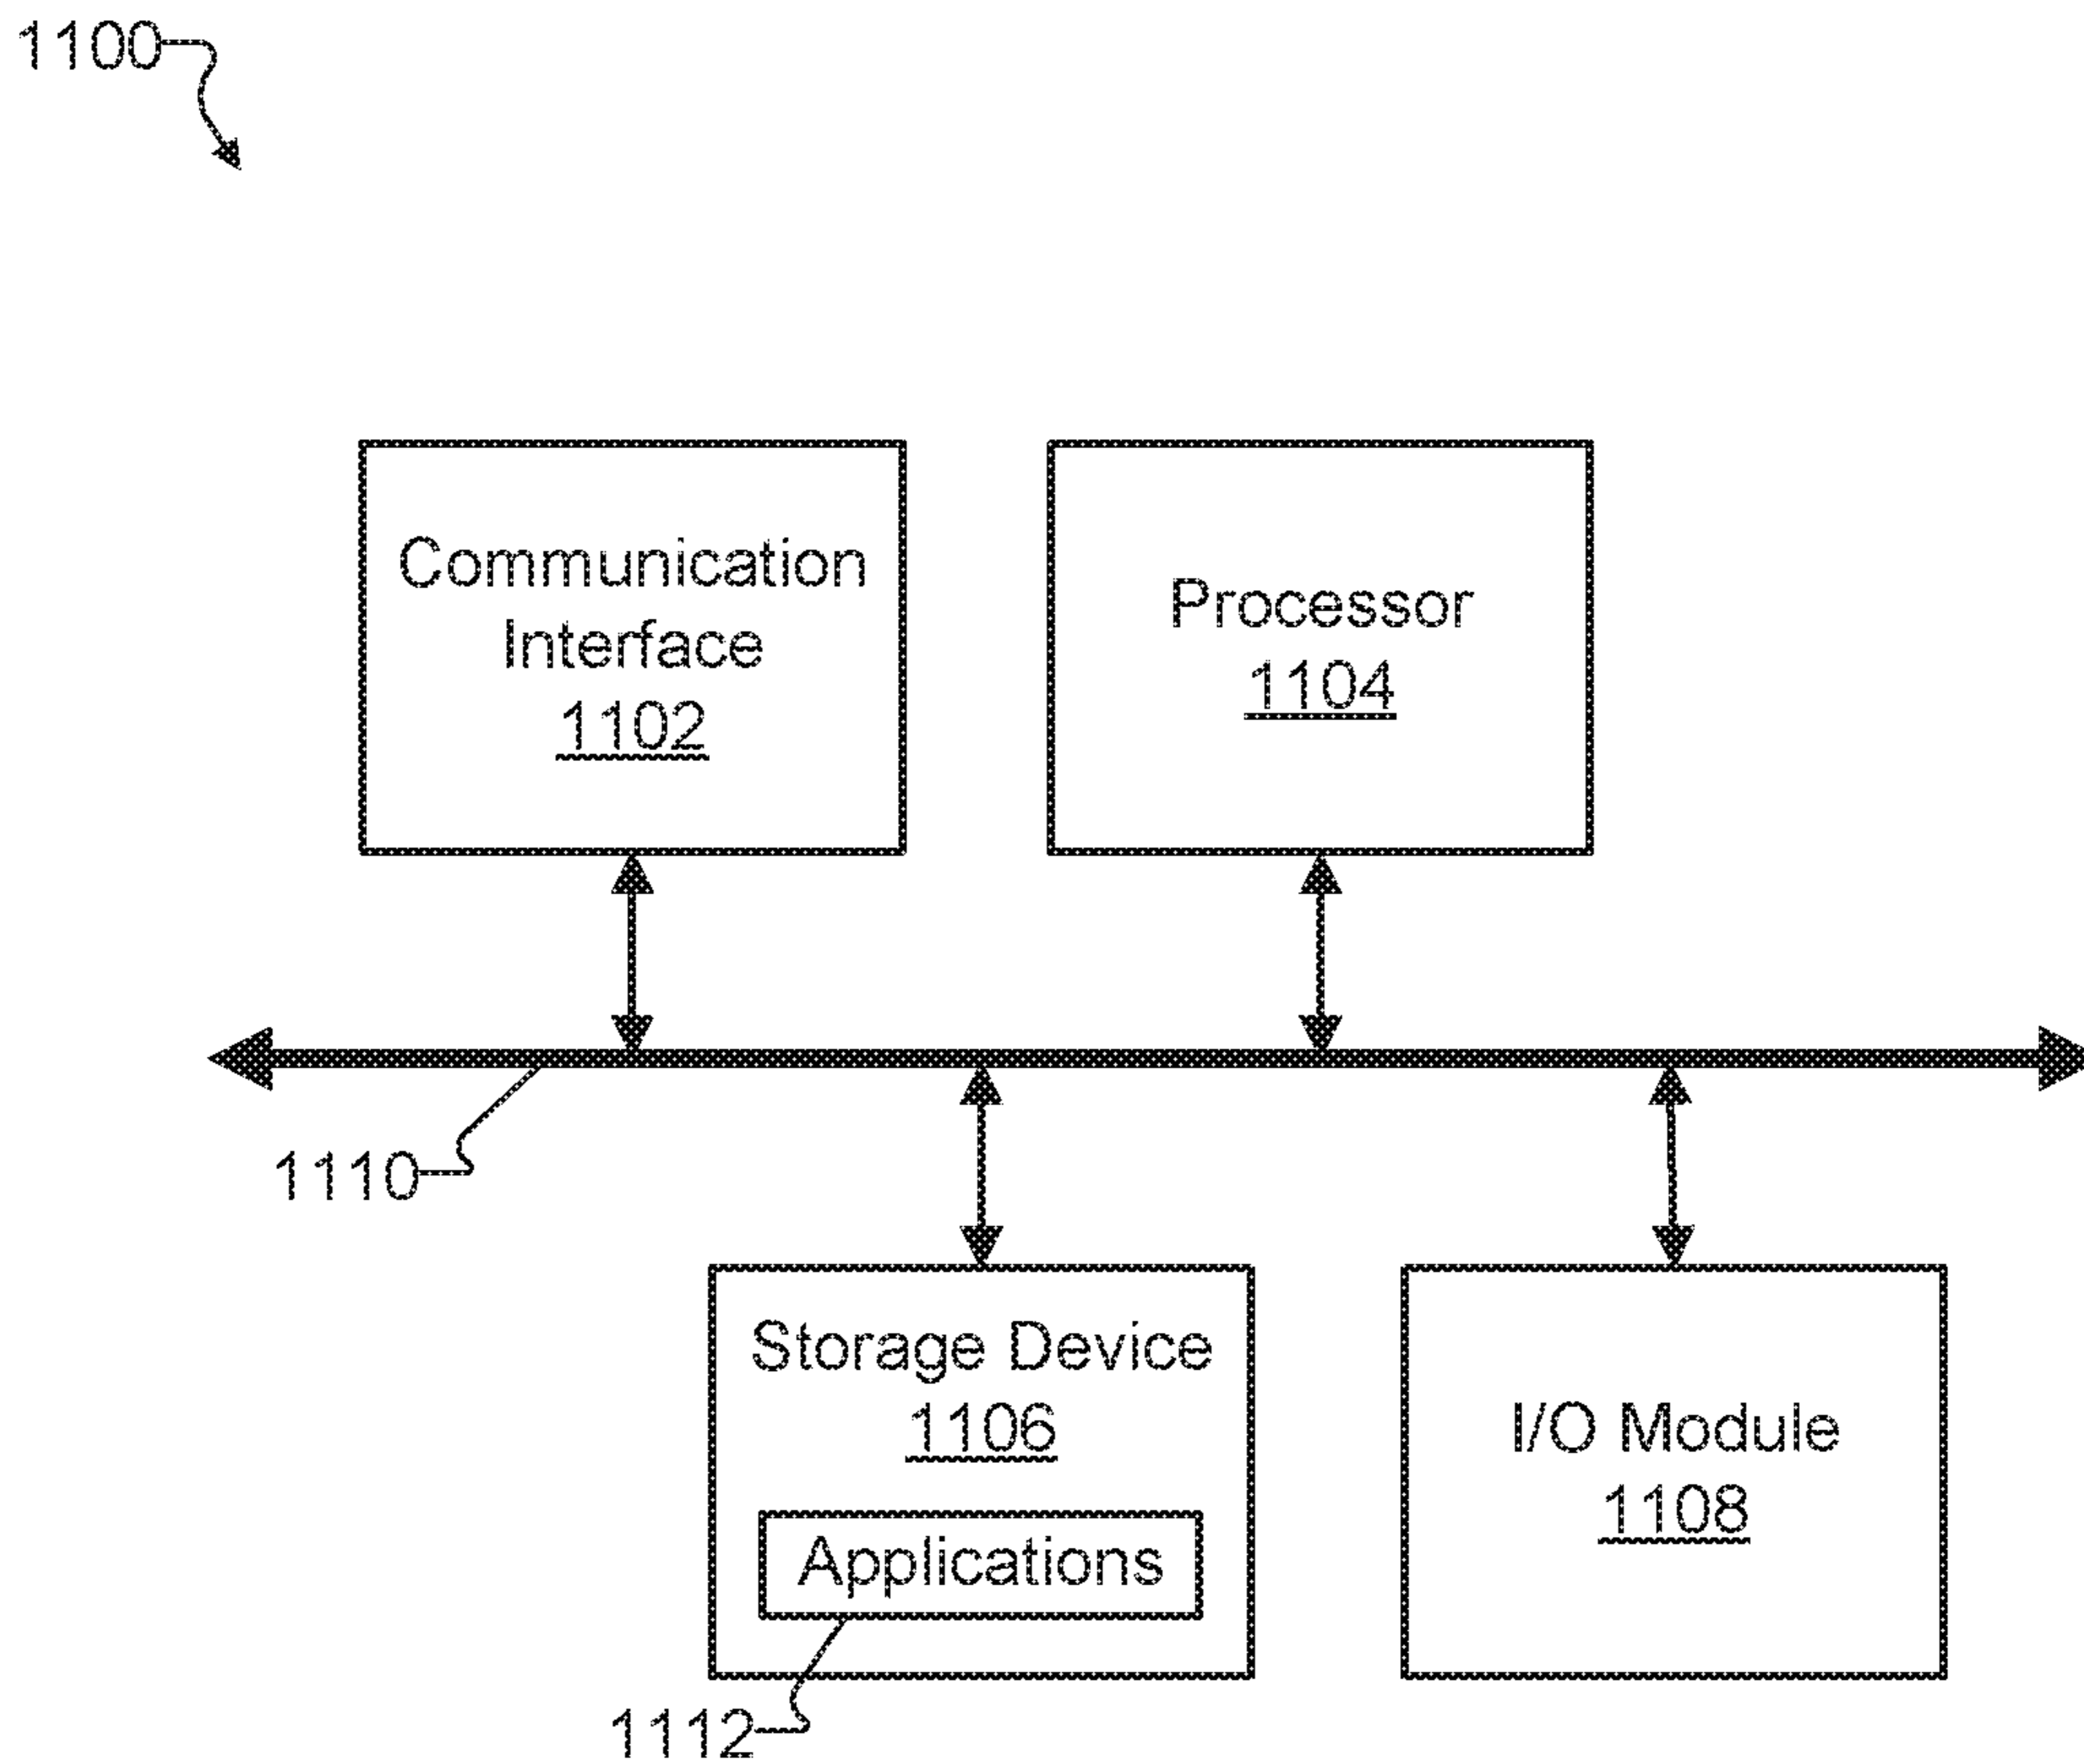 1100
Communication
Interface
1102
Processor
1104
1110
Storage Device
1106
Applications
1112
I/O Module
1108